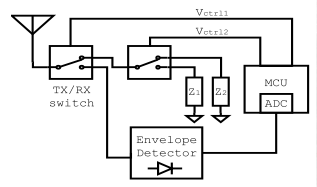 Vctrl1
Vctrl2
MCU
ADC
TX/RX
switch
Z1
Z2
Envelope
Detector